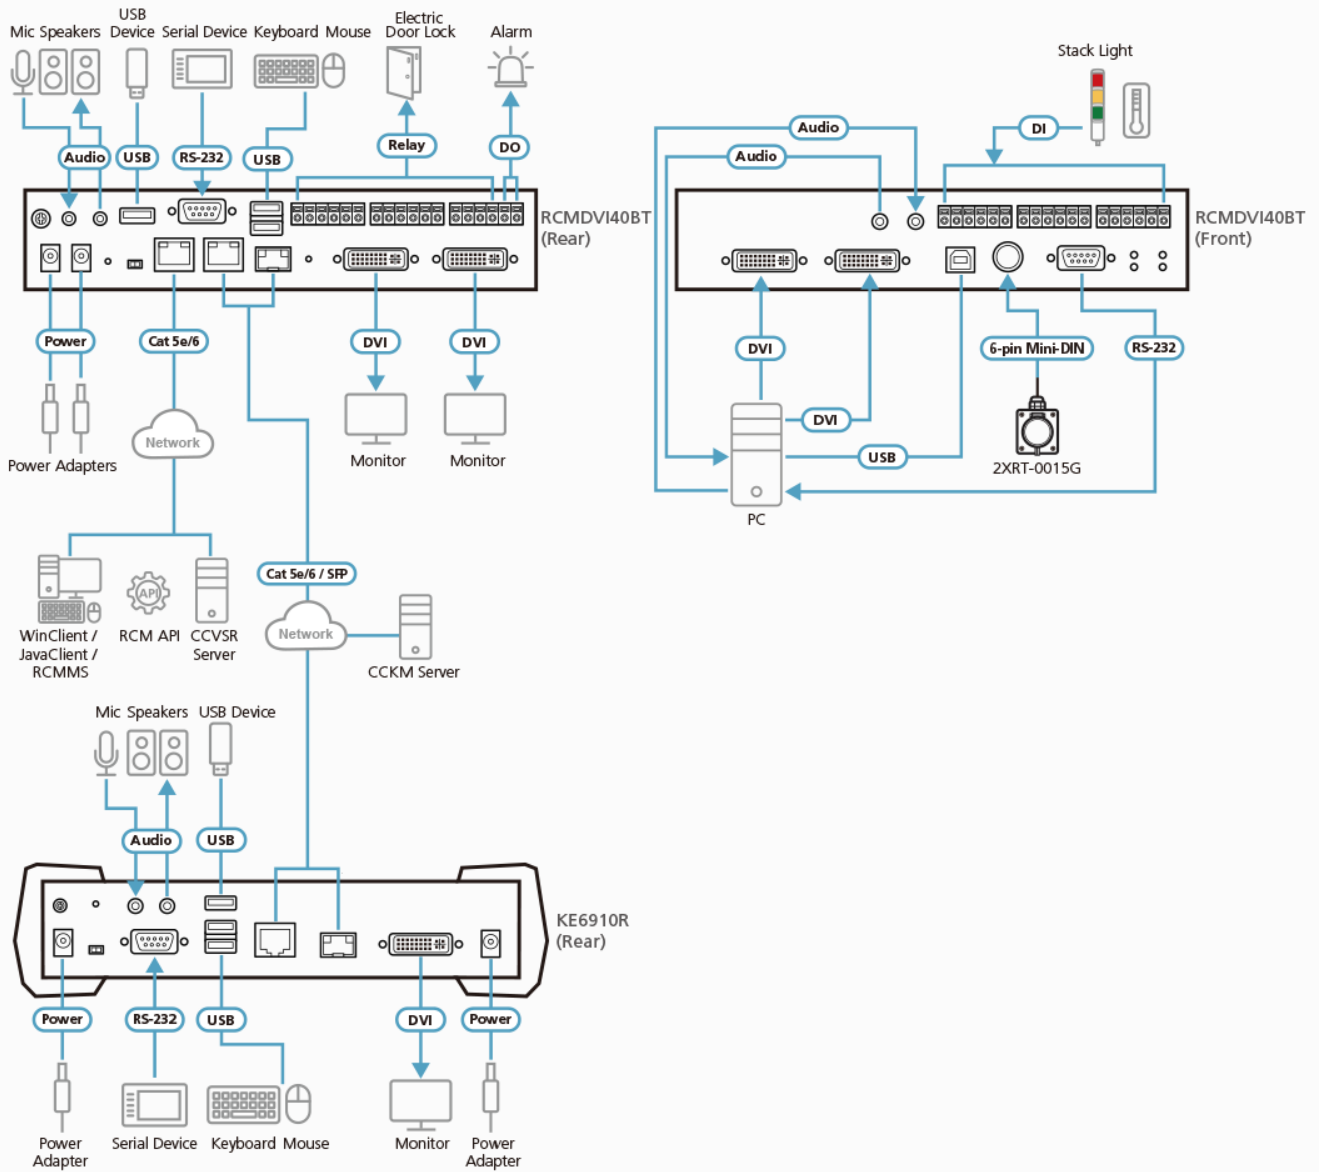 Mic Speakers
USB
Device
Serial Device
Keyboard Mouse
Electric
Door Lock
Alarm
Audio
USB
RS-232
USB
Relay
DO
RCMDVI40BT
(Rear)
Power
Cat 5e/6
DVI
DVI
Network
Power Adapters
Monitor
Monitor
Stack Light
Audio
Audio
DI
RCMDVI40BT
(Front)
DVI
6-pin Mini-DIN
RS-232
DVI
USB
2XRT-0015G
PC
Cat 5e/6 / SFP
API
WinClient /
JavaClient /
RCMMS
RCM API
CCVSR
Server
Network
CCKM Server
Mic Speakers
USB Device
Audio
USB
KE6910R
(Rear)
Power
RS-232
USB
DVI
Power
Power
Adapter
Serial Device
Keyboard Mouse
Monitor
Power
Adapter